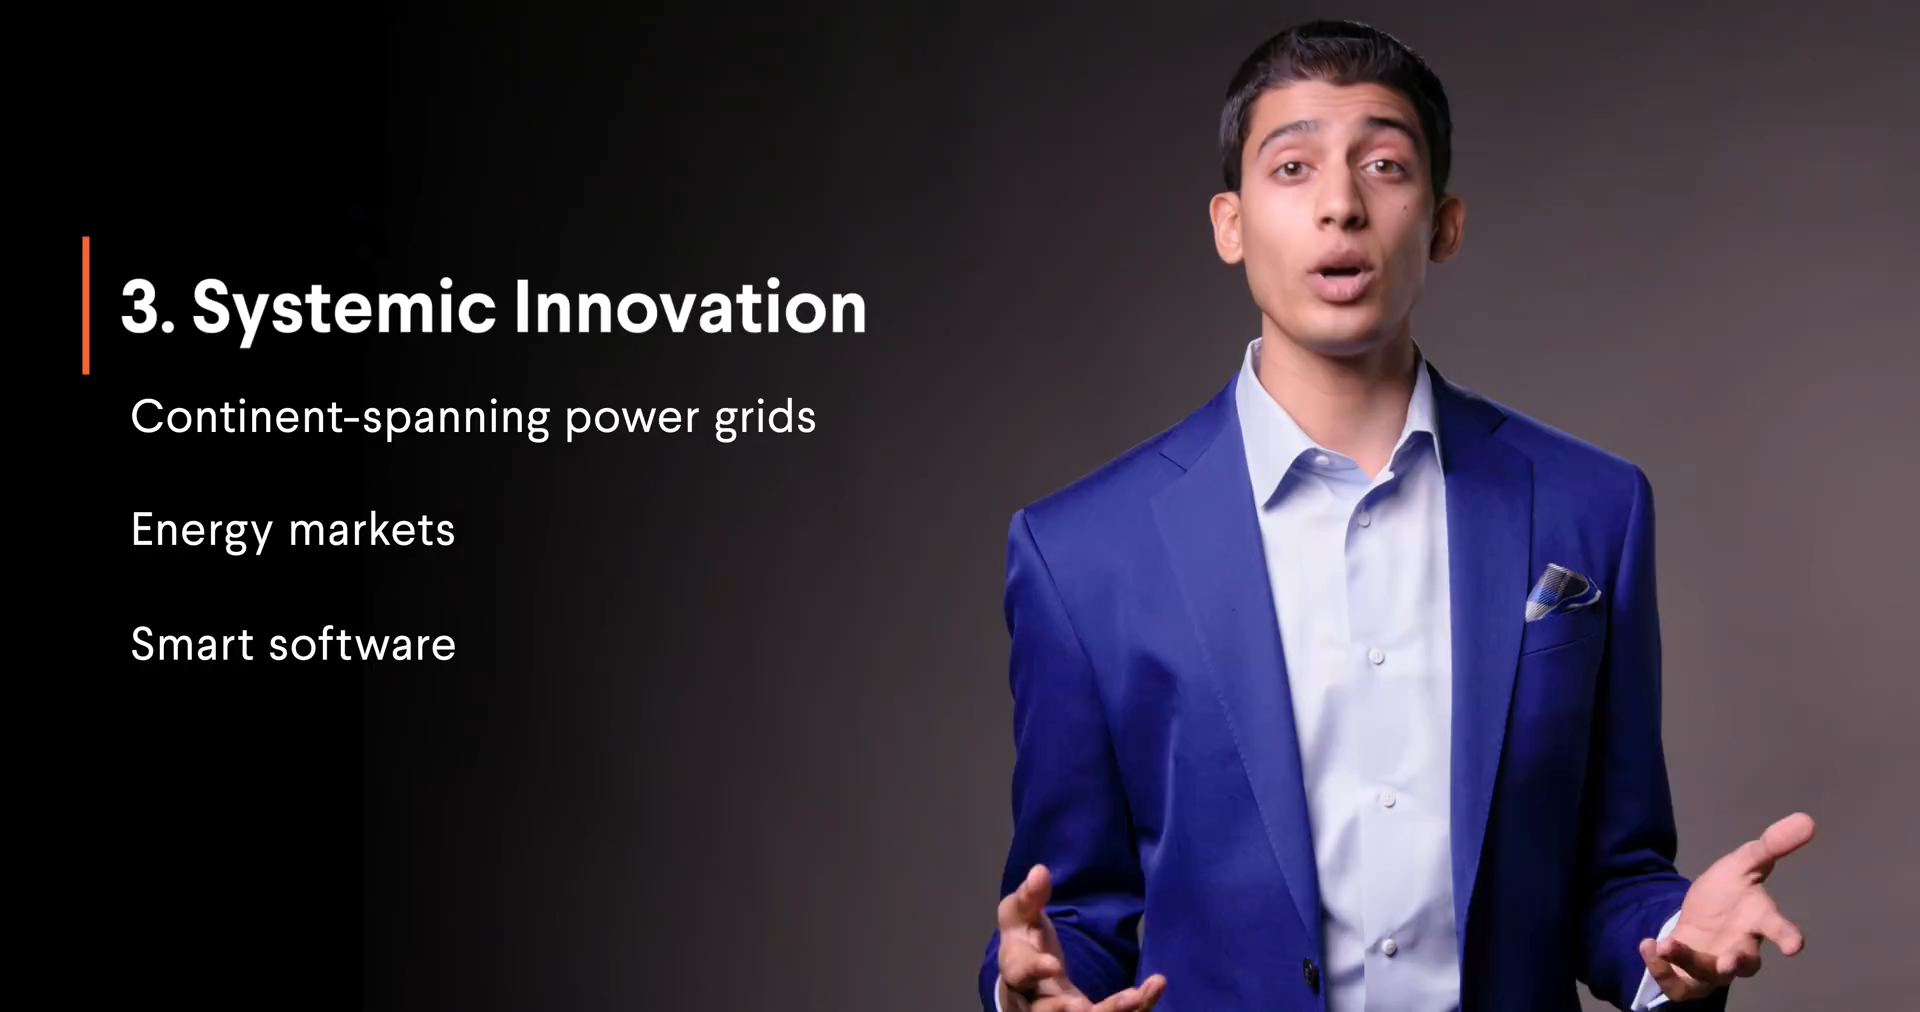 3. Systemic Innovation
Continent-spanning power grids
Energy markets
Smart software